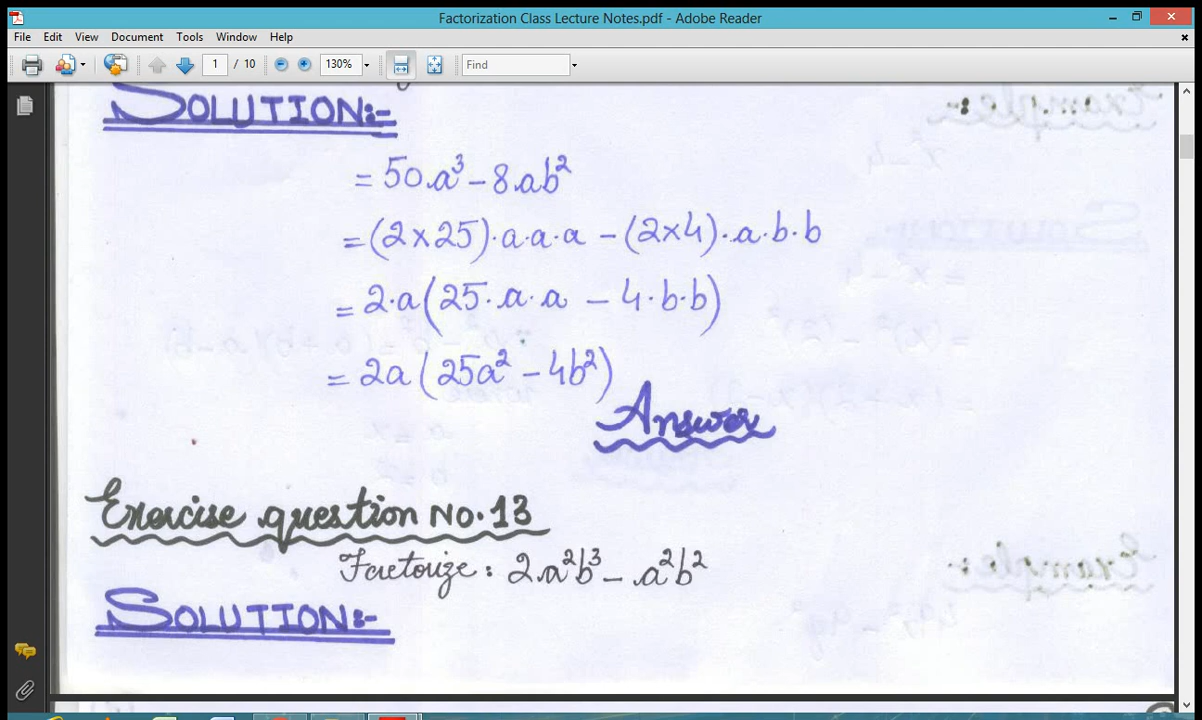 Factorization Class Lecture Notes.pdf - Adobe Reader
File Edit View Document Tools Window Help
1 / 10 130% Find
SOLUTION:-
= 50a³ - 8ab²
= (2×25)·a·a·a - (2×4)·a·b·b
= 2·a(25·a·a - 4·b·b)
= 2a(25a² - 4b²)
Answer
Exercise question No.13
Factorize: 2a²b³ - a²b²
SOLUTION:-